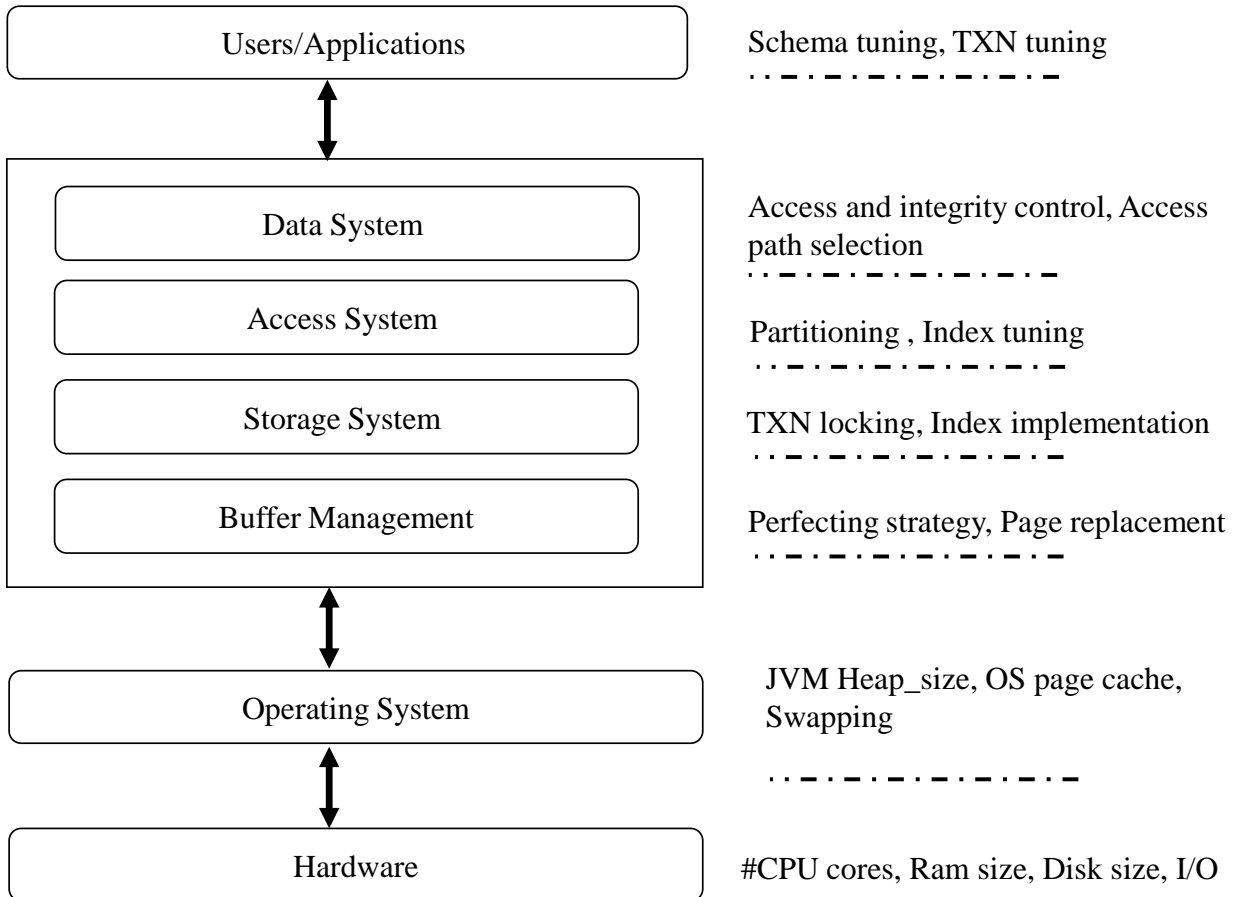 Users/Applications
Schema tuning, TXN tuning
Data System
Access and integrity control, Access
path selection
Access System
Partitioning , Index tuning
Storage System
TXN locking, Index implementation
Buffer Management
Perfecting strategy, Page replacement
Operating System
JVM Heap_size, OS page cache,
Swapping
Hardware
#CPU cores, Ram size, Disk size, I/O